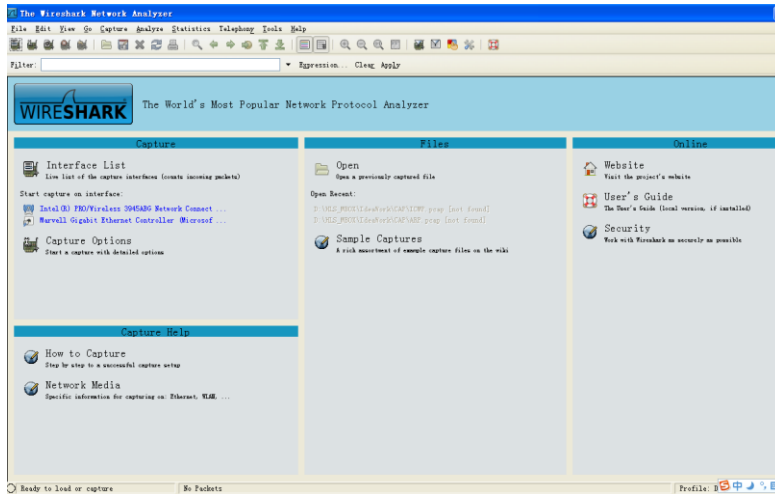 The Wireshark Network Analyzer
File Edit View Go Capture Analyze Statistics Telephony Tools Help
Filter: Expression... Clear Apply
WIRESHARK The World's Most Popular Network Protocol Analyzer
Capture
Interface List
Live list of the capture interfaces (counts incoming packets)
Start capture on interface:
Intel(R) PRO/Wireless 3945ABG Network Connect ...
Marvell Gigabit Ethernet Controller (Microsof ...
Capture Options
Start a capture with detailed options
Capture Help
How to Capture
Step by step to a successful capture setup
Network Media
Specific information for capturing on: Ethernet, WLAN, ...
Files
Open
Open a previously captured file
Open Recent:
[not found]
[not found]
Sample Captures
A rich assortment of example capture files on the wiki
Online
Website
Visit the project's website
User's Guide
The User's Guide (local version, if installed)
Security
Work with Wireshark as securely as possible
Ready to load or capture
No Packets
Profile: D
中